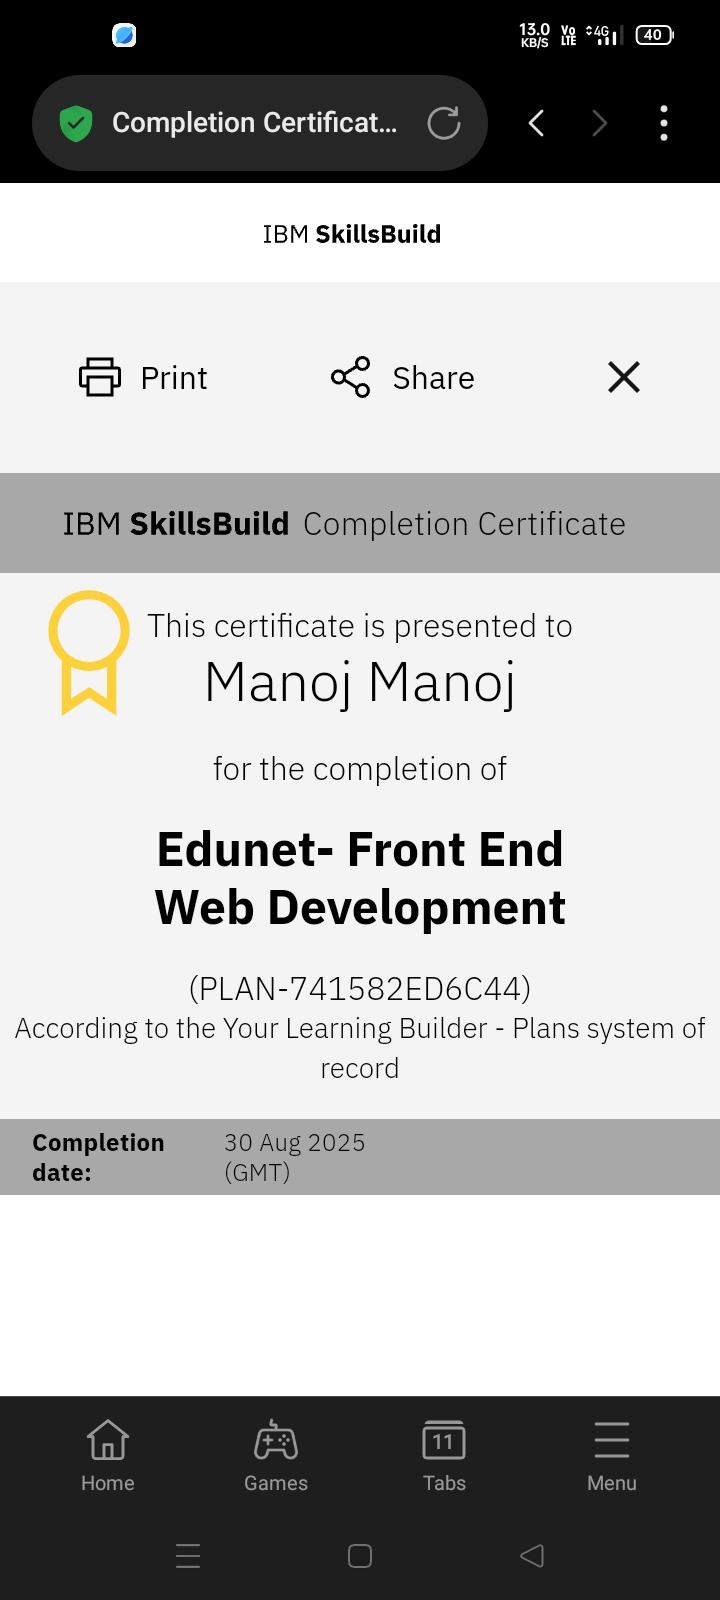 13.0 KB/S Vo LTE 4G 40
Completion Certificat...
IBM SkillsBuild
Print Share
IBM SkillsBuild Completion Certificate
This certificate is presented to
Manoj Manoj
for the completion of
Edunet- Front End
Web Development
(PLAN-741582ED6C44)
According to the Your Learning Builder - Plans system of
record
Completion date: 30 Aug 2025 (GMT)
11
Home Games Tabs Menu